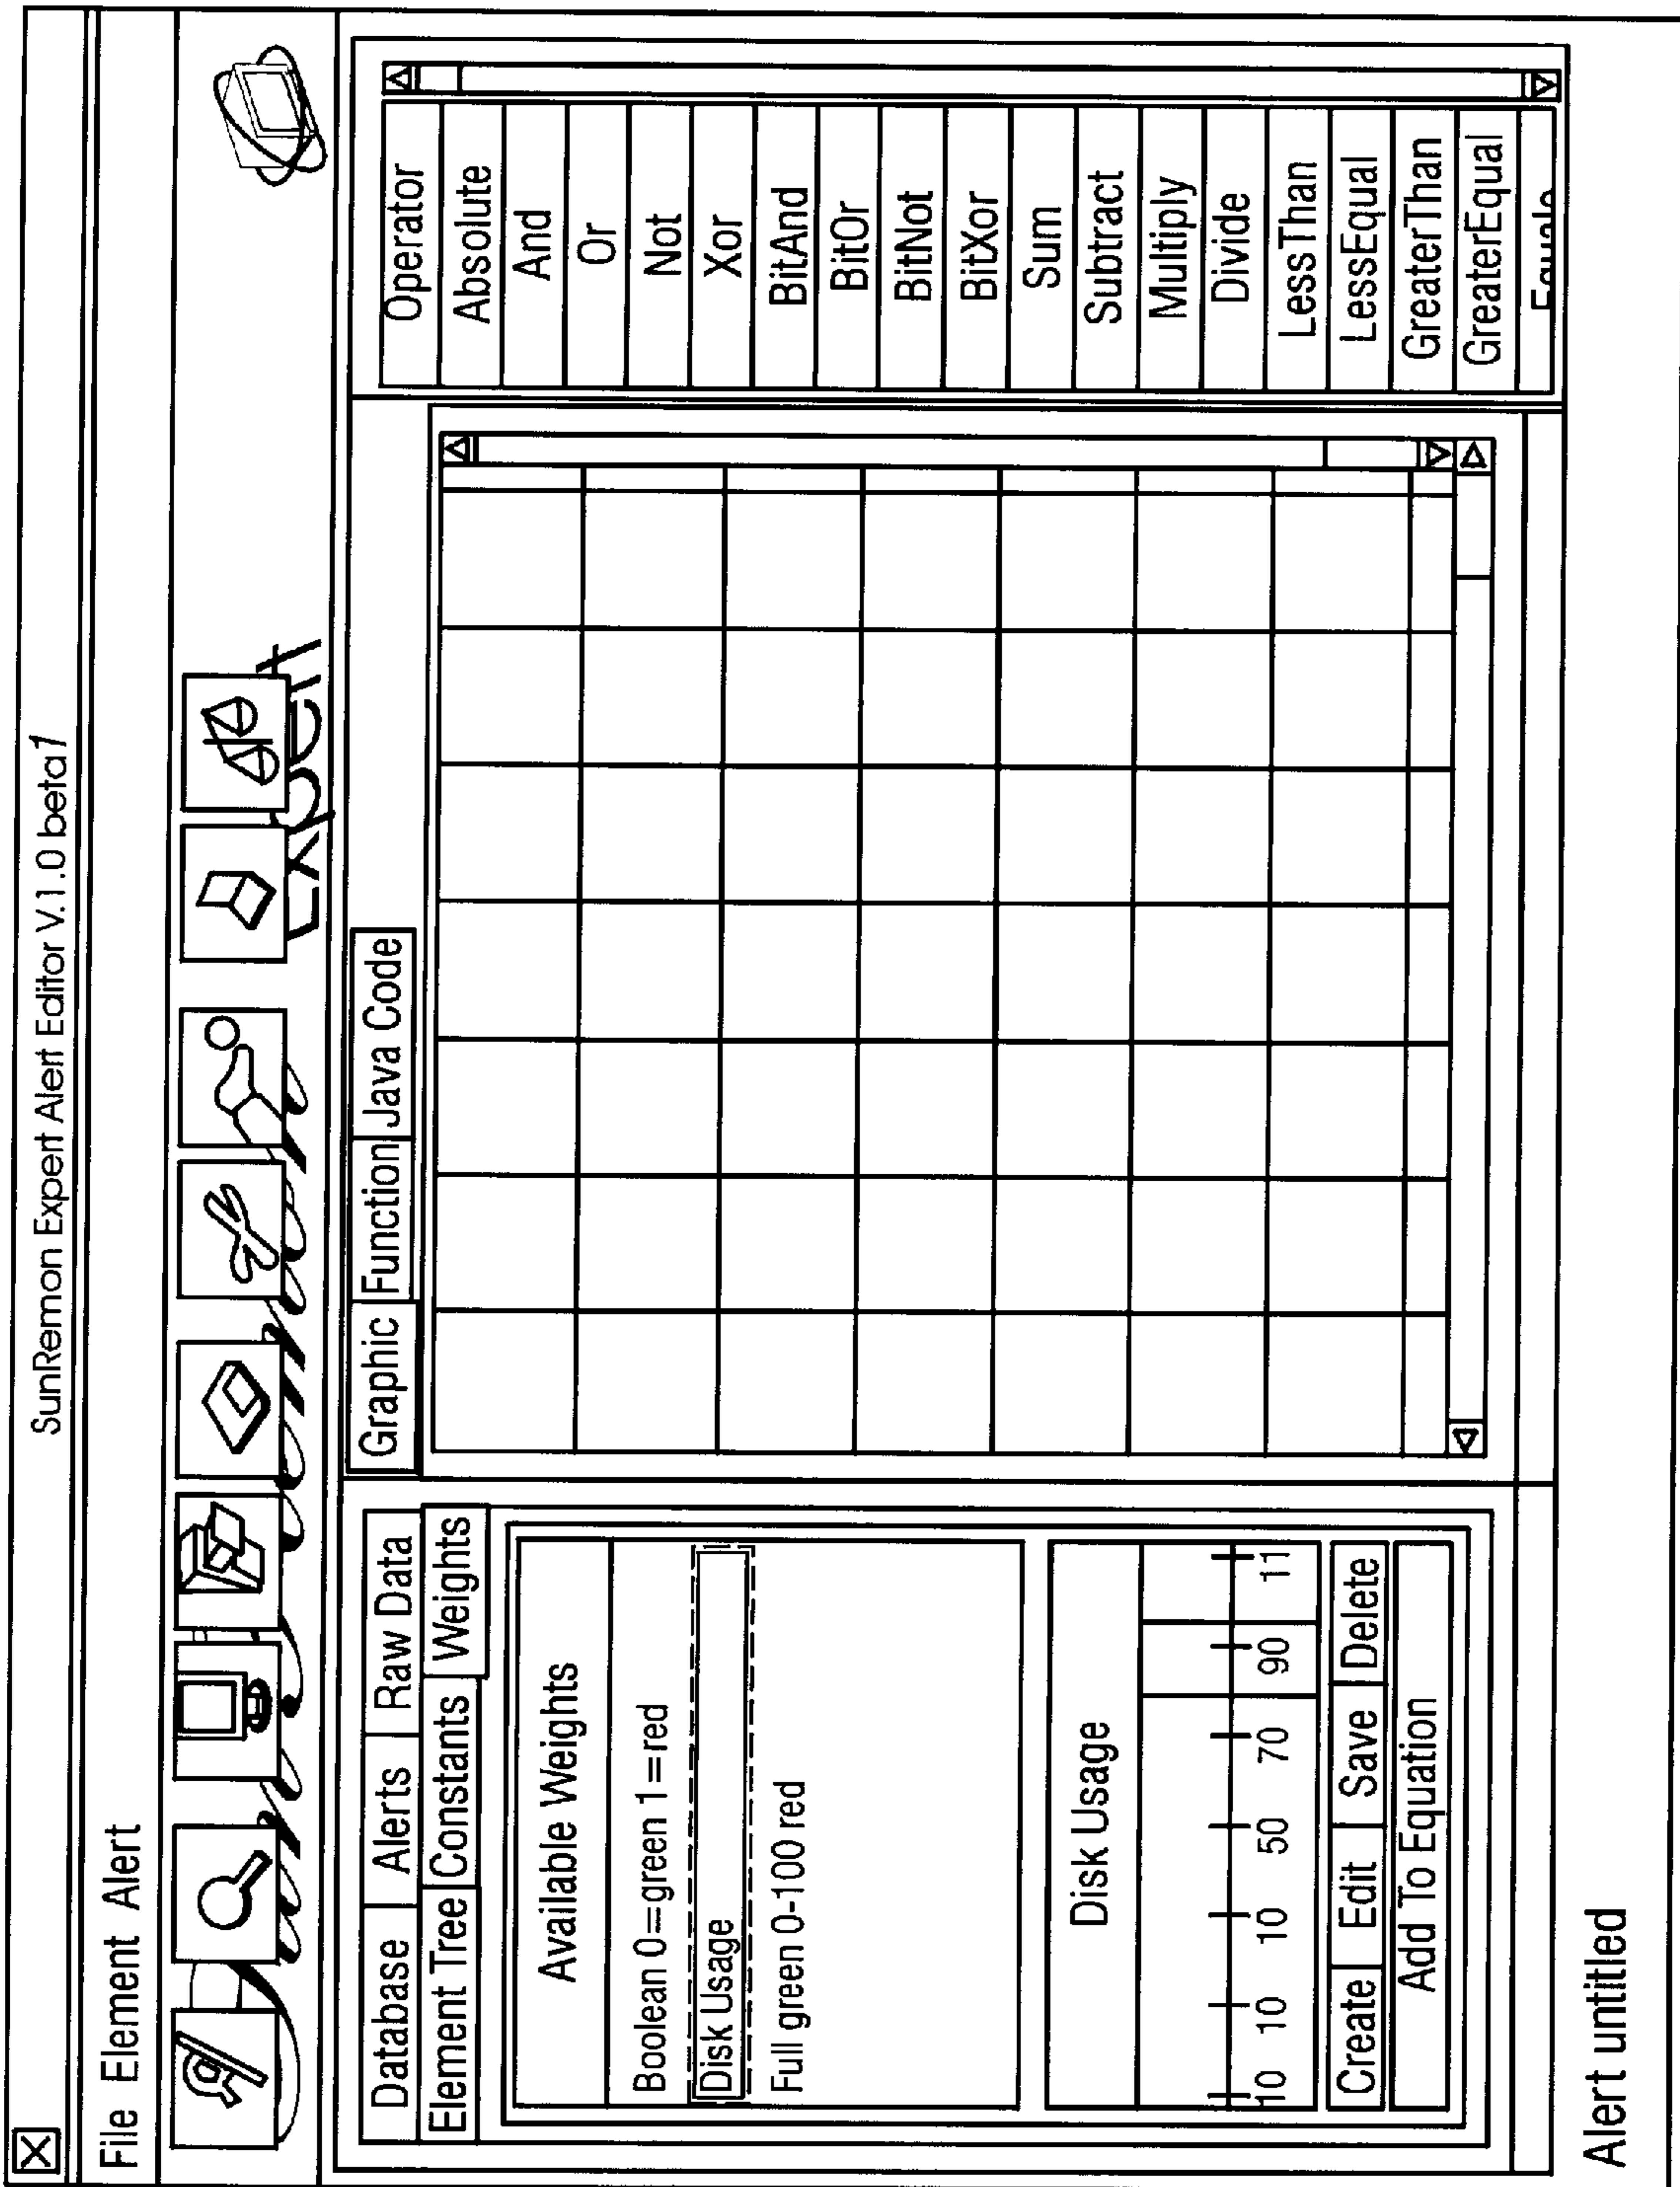 SunRemon Expert Alert Editor V.1.0 beta1
File Element Alert
Database Alerts Raw Data
Element Tree Constants Weights
Available Weights
Boolean 0=green 1=red
Disk Usage
Full green 0-100 red
Disk Usage
10 10 10 50 70 90 11
Create Edit Save Delete
Add To Equation
Graphic Function Java Code
Operator
Absolute
And
Or
Not
Xor
BitAnd
BitOr
BitNot
BitXor
Sum
Subtract
Multiply
Divide
LessThan
LessEqual
GreaterThan
GreaterEqual
Alert untitled